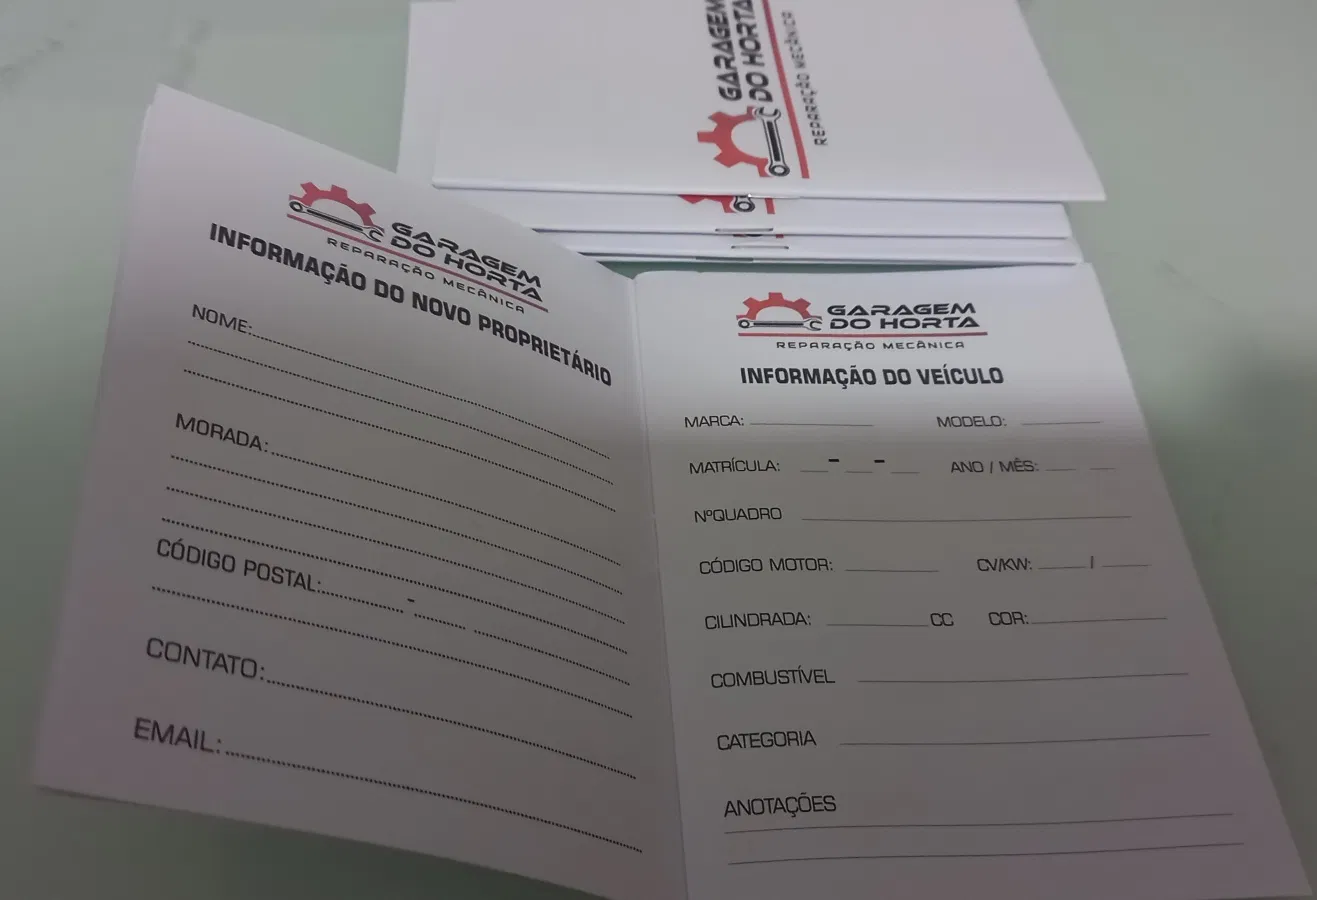 GARAGEM
DO HORTA
REPARAÇÃO MECÂNICA
GARAGEM
DO HORTA
REPARAÇÃO MECÂNICA
INFORMAÇÃO DO NOVO PROPRIETÁRIO
NOME:
MORADA:
CÓDIGO POSTAL: -
CONTATO:
EMAIL:
GARAGEM
DO HORTA
REPARAÇÃO MECÂNICA
INFORMAÇÃO DO VEÍCULO
MARCA: MODELO:
MATRÍCULA: - - ANO / MÊS:
NºQUADRO
CÓDIGO MOTOR: CV/KW: /
CILINDRADA: CC COR:
COMBUSTÍVEL
CATEGORIA
ANOTAÇÕES